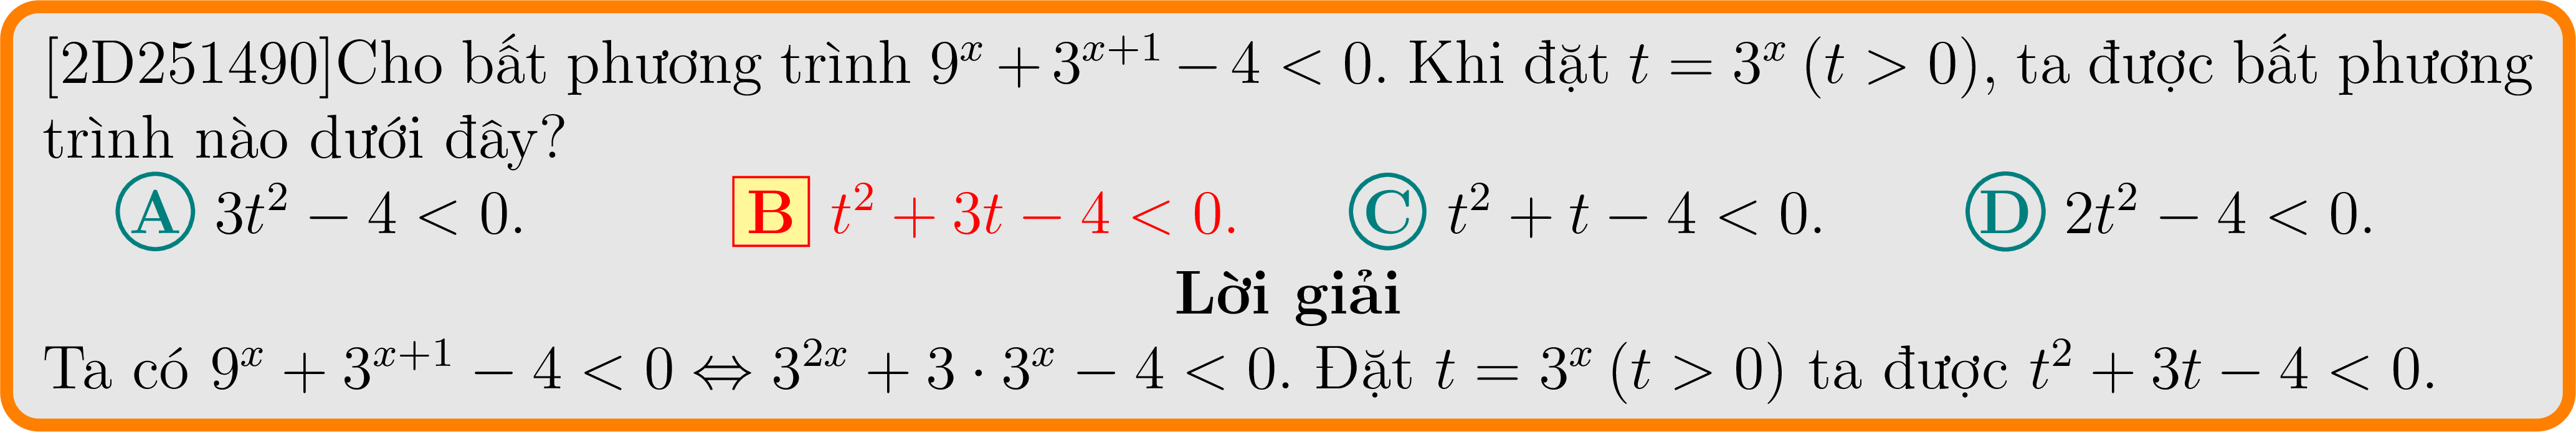 [2D251490]Cho bất phương trình $9^x + 3^{x+1} - 4 < 0$. Khi đặt $t = 3^x$ $(t > 0)$, ta được bất phương
trình nào dưới đây?
A $3t^2 - 4 < 0$. B $t^2 + 3t - 4 < 0$. C $t^2 + t - 4 < 0$. D $2t^2 - 4 < 0$.
Lời giải
Ta có $9^x + 3^{x+1} - 4 < 0 \Leftrightarrow 3^{2x} + 3 \cdot 3^x - 4 < 0$. Đặt $t = 3^x$ $(t > 0)$ ta được $t^2 + 3t - 4 < 0$.